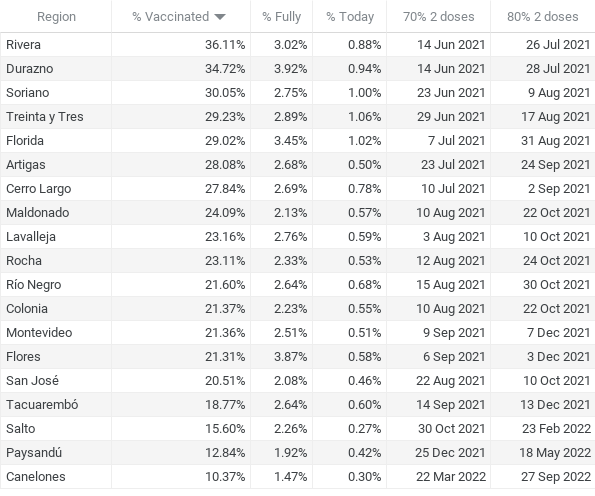 Region % Vaccinated % Fully % Today 70% 2 doses 80% 2 doses
Rivera 36.11% 3.02% 0.88% 14 Jun 2021 26 Jul 2021
Durazno 34.72% 3.92% 0.94% 14 Jun 2021 28 Jul 2021
Soriano 30.05% 2.75% 1.00% 23 Jun 2021 9 Aug 2021
Treinta y Tres 29.23% 2.89% 1.06% 29 Jun 2021 17 Aug 2021
Florida 29.02% 3.45% 1.02% 7 Jul 2021 31 Aug 2021
Artigas 28.08% 2.68% 0.50% 23 Jul 2021 24 Sep 2021
Cerro Largo 27.84% 2.69% 0.78% 10 Jul 2021 2 Sep 2021
Maldonado 24.09% 2.13% 0.57% 10 Aug 2021 22 Oct 2021
Lavalleja 23.16% 2.76% 0.59% 3 Aug 2021 10 Oct 2021
Rocha 23.11% 2.33% 0.53% 12 Aug 2021 24 Oct 2021
Río Negro 21.60% 2.64% 0.68% 15 Aug 2021 30 Oct 2021
Colonia 21.37% 2.23% 0.55% 10 Aug 2021 22 Oct 2021
Montevideo 21.36% 2.51% 0.51% 9 Sep 2021 7 Dec 2021
Flores 21.31% 3.87% 0.58% 6 Sep 2021 3 Dec 2021
San José 20.51% 2.08% 0.46% 22 Aug 2021 10 Oct 2021
Tacuarembó 18.77% 2.64% 0.60% 14 Sep 2021 13 Dec 2021
Salto 15.60% 2.26% 0.27% 30 Oct 2021 23 Feb 2022
Paysandú 12.84% 1.92% 0.42% 25 Dec 2021 18 May 2022
Canelones 10.37% 1.47% 0.30% 22 Mar 2022 27 Sep 2022